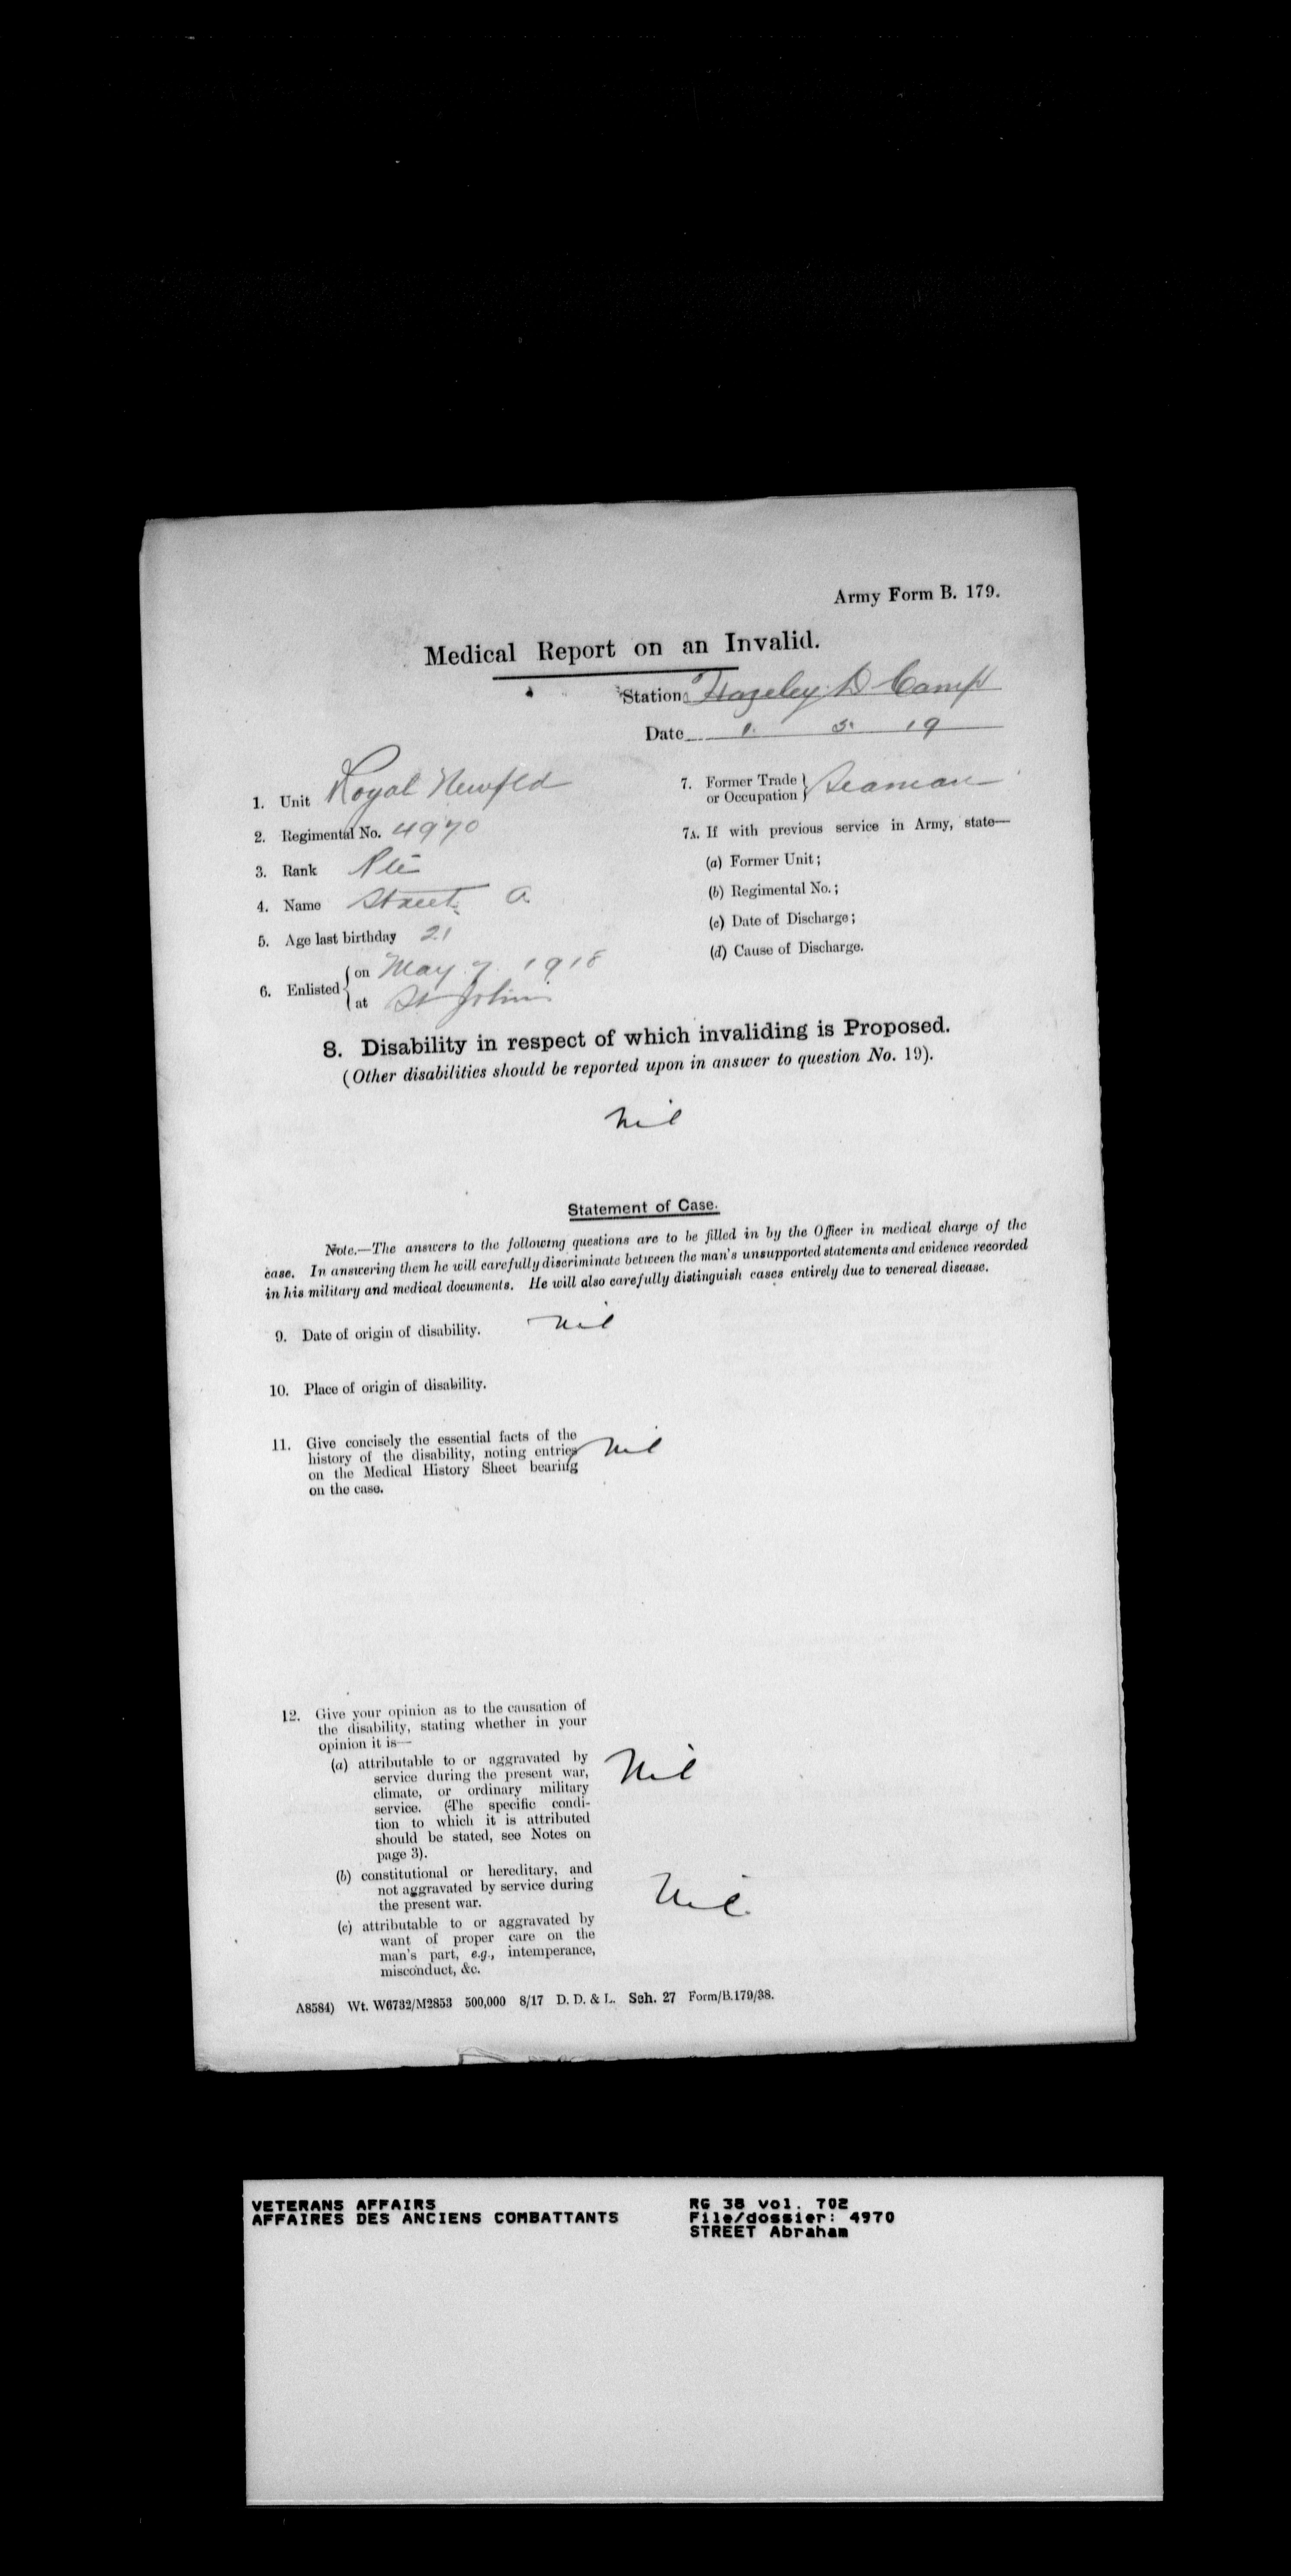 Army Form B. 179.
Medical Report on an Invalid.
Station Hazeley D Camp
Date 1. 3. 19
1. Unit Royal Newfld
2. Regimental No. 4970
3. Rank Pte
4. Name Street A
5. Age last birthday 21
6. Enlisted { on May 7 1918
at St Johns
7. Former Trade or Occupation } Seaman
7A. If with previous service in Army, state—
(a) Former Unit;
(b) Regimental No.;
(c) Date of Discharge;
(d) Cause of Discharge.
8. Disability in respect of which invaliding is Proposed.
(Other disabilities should be reported upon in answer to question No. 19).
Nil
Statement of Case.
Note.—The answers to the following questions are to be filled in by the Officer in medical charge of the
case. In answering them he will carefully discriminate between the man's unsupported statements and evidence recorded
in his military and medical documents. He will also carefully distinguish cases entirely due to venereal disease.
9. Date of origin of disability. Nil
10. Place of origin of disability.
11. Give concisely the essential facts of the
history of the disability, noting entries Nil
on the Medical History Sheet bearing
on the case.
12. Give your opinion as to the causation of
the disability, stating whether in your
opinion it is—
(a) attributable to or aggravated by
service during the present war, Nil
climate, or ordinary military
service. (The specific condi-
tion to which it is attributed
should be stated, see Notes on
page 3).
(b) constitutional or hereditary, and
not aggravated by service during Nil
the present war.
(c) attributable to or aggravated by
want of proper care on the
man's part, e.g., intemperance,
misconduct, &c.
A8584) Wt. W6732/M2853 500,000 8/17 D. D. & L. Sch. 27 Form/B.179/38.
VETERANS AFFAIRS
AFFAIRES DES ANCIENS COMBATTANTS
RG 38 vol. 702
File/dossier: 4970
STREET Abraham